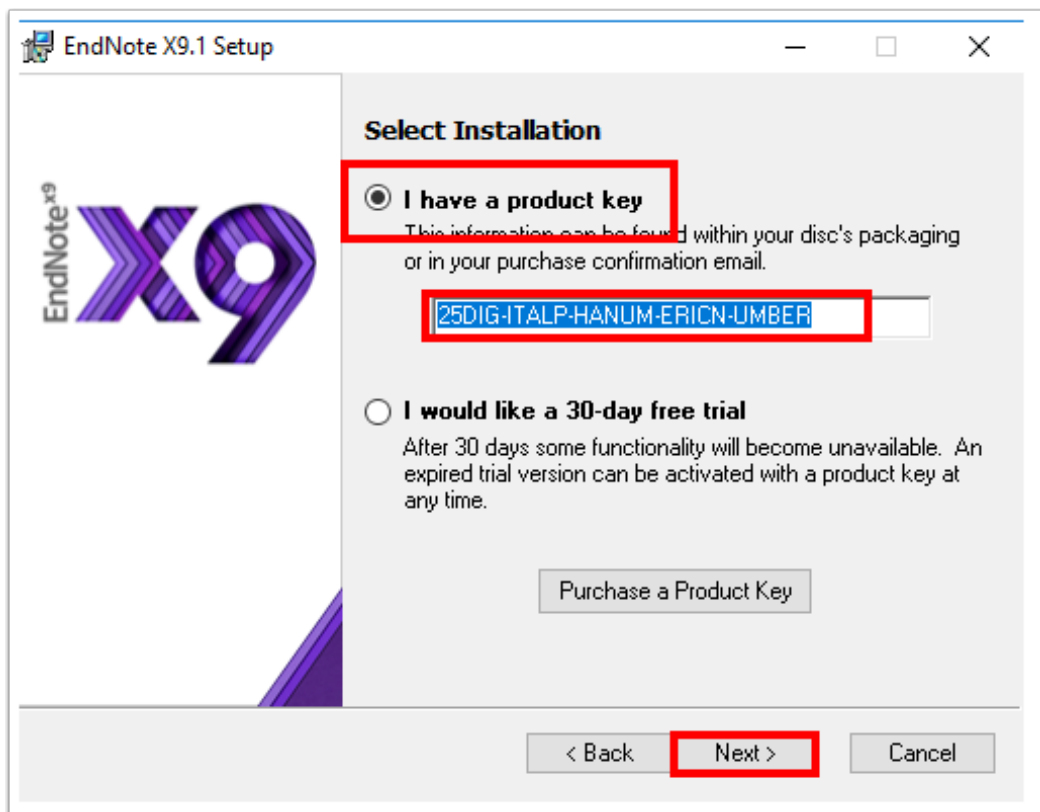 EndNote X9.1 Setup
EndNote X9
X9
Select Installation
I have a product key
This information can be found within your disc's packaging
or in your purchase confirmation email.
25DIG-ITALP-HANUM-ERICN-UMBER
I would like a 30-day free trial
After 30 days some functionality will become unavailable. An
expired trial version can be activated with a product key at
any time.
Purchase a Product Key
< Back Next > Cancel